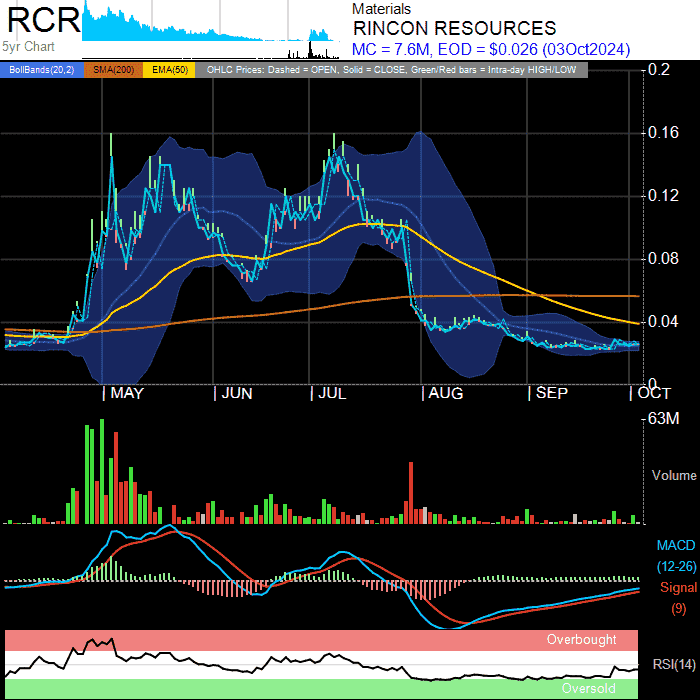 RCR
5yr Chart
Materials
RINCON RESOURCES
MC = 7.6M, EOD = $0.026 (03Oct2024)
BollBands(20,2) SMA(200) EMA(50) OHLC Prices: Dashed = OPEN, Solid = CLOSE, Green/Red bars = Intra-day HIGH/LOW
0.2
0.16
0.12
0.08
0.04
0
| MAY | JUN | JUL | AUG | SEP | OCT
63M
Volume
MACD
(12-26)
Signal
(9)
Overbought
RSI(14)
Oversold